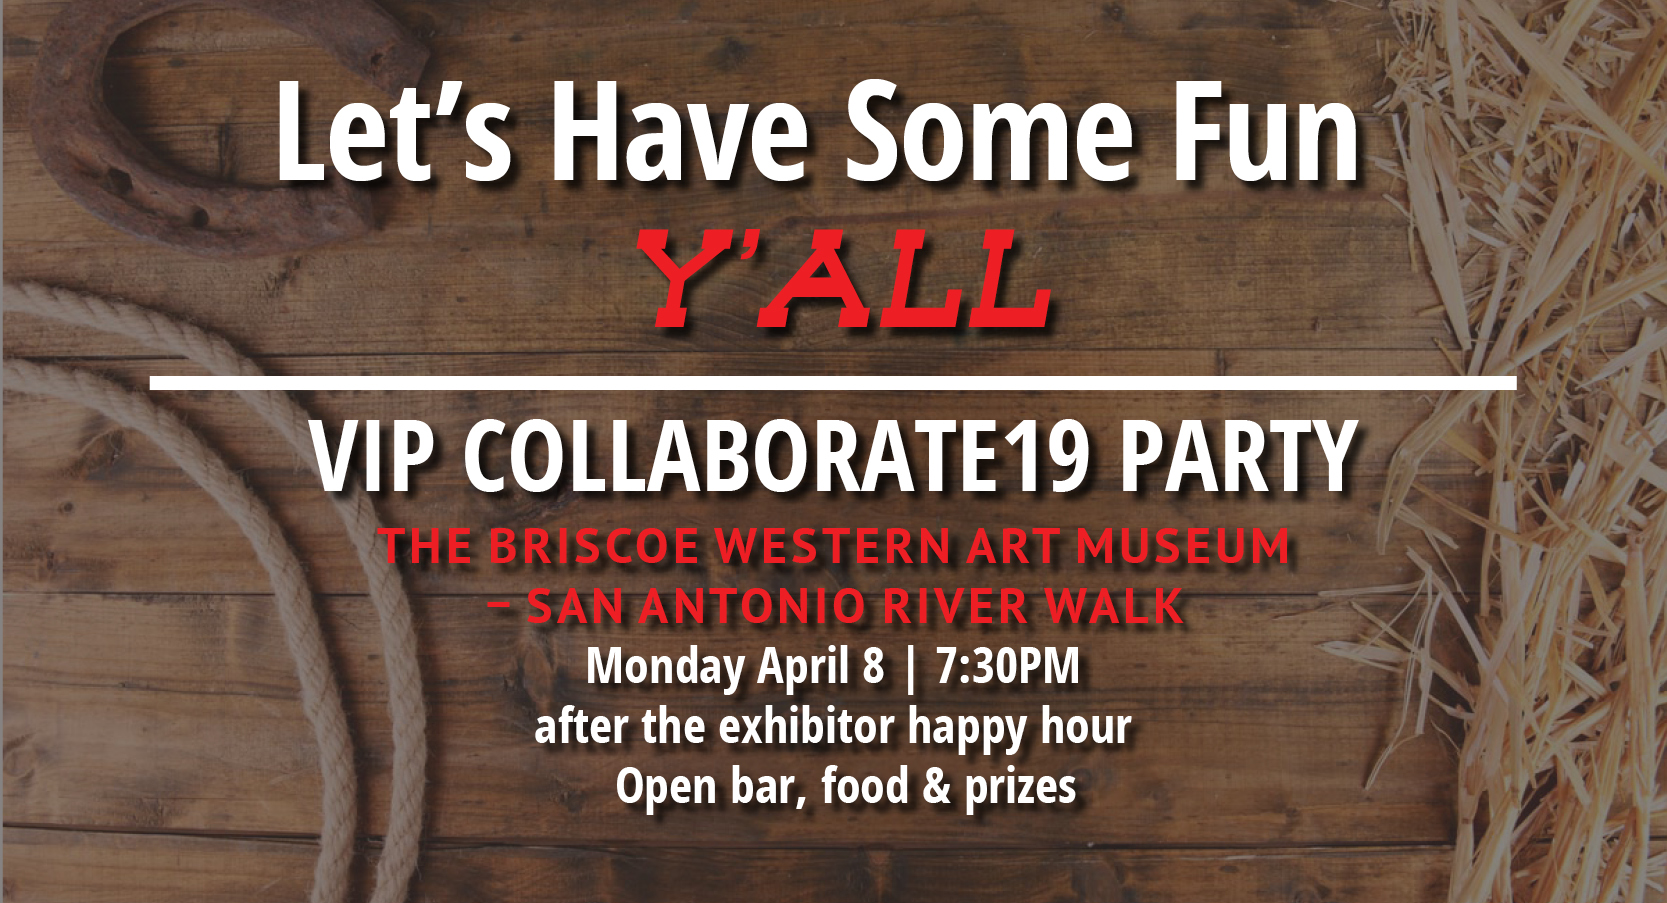 Let’s Have Some Fun
Y’ALL
VIP COLLABORATE19 PARTY
THE BRISCOE WESTERN ART MUSEUM
– SAN ANTONIO RIVER WALK
Monday April 8 | 7:30PM
after the exhibitor happy hour
Open bar, food & prizes